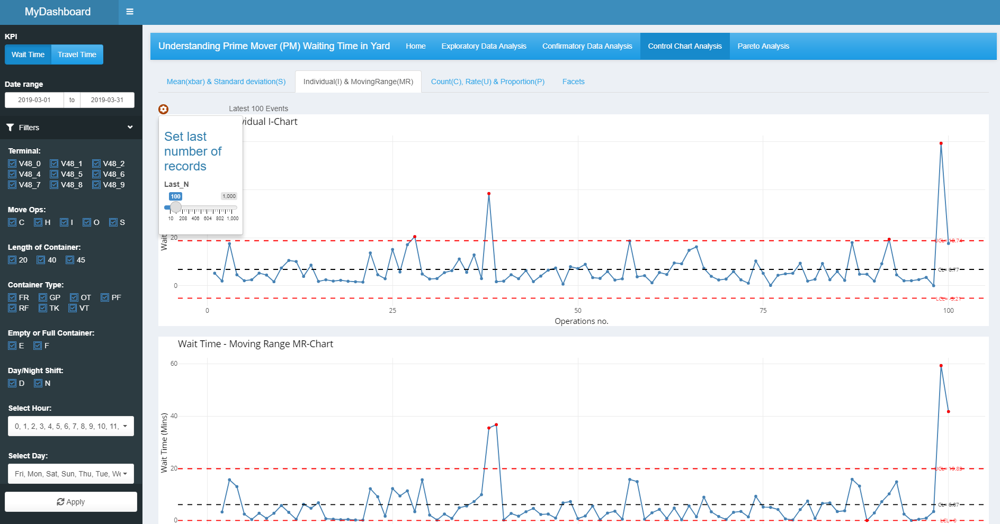 MyDashboard
KPI
Wait Time Travel Time
Date range
2019-03-01 to 2019-03-31
Filters
Terminal:
V48_0 V48_1 V48_2
V48_4 V48_5 V48_6
V48_7 V48_8 V48_9
Move Ops:
C H I O S
Length of Container:
20 40 45
Container Type:
FR GP OT PF
RF TK VT
Empty or Full Container:
E F
Day/Night Shift:
D N
Select Hour:
0, 1, 2, 3, 4, 5, 6, 7, 8, 9, 10, 11,
Select Day:
Fri, Mon, Sat, Sun, Thu, Tue, We
Apply
Understanding Prime Mover (PM) Waiting Time in Yard Home Exploratory Data Analysis Confirmatory Data Analysis Control Chart Analysis Pareto Analysis
Mean(xbar) & Standard deviation(S) Individual(I) & MovingRange(MR) Count(C), Rate(U) & Proportion(P) Facets
Latest 100 Events
vidual I-Chart
Set last
number of
records
Last_N
100 1,000
10 208 406 604 802 1,000
Wait
20
0
UCL= 18.74
CL= 6.77
LCL= -5.21
0 25 50 75 100
Operations no.
Wait Time - Moving Range MR-Chart
Wait Time (Mins)
60
40
20
0
UCL= 19.83
CL= 6.07
LCL= 0